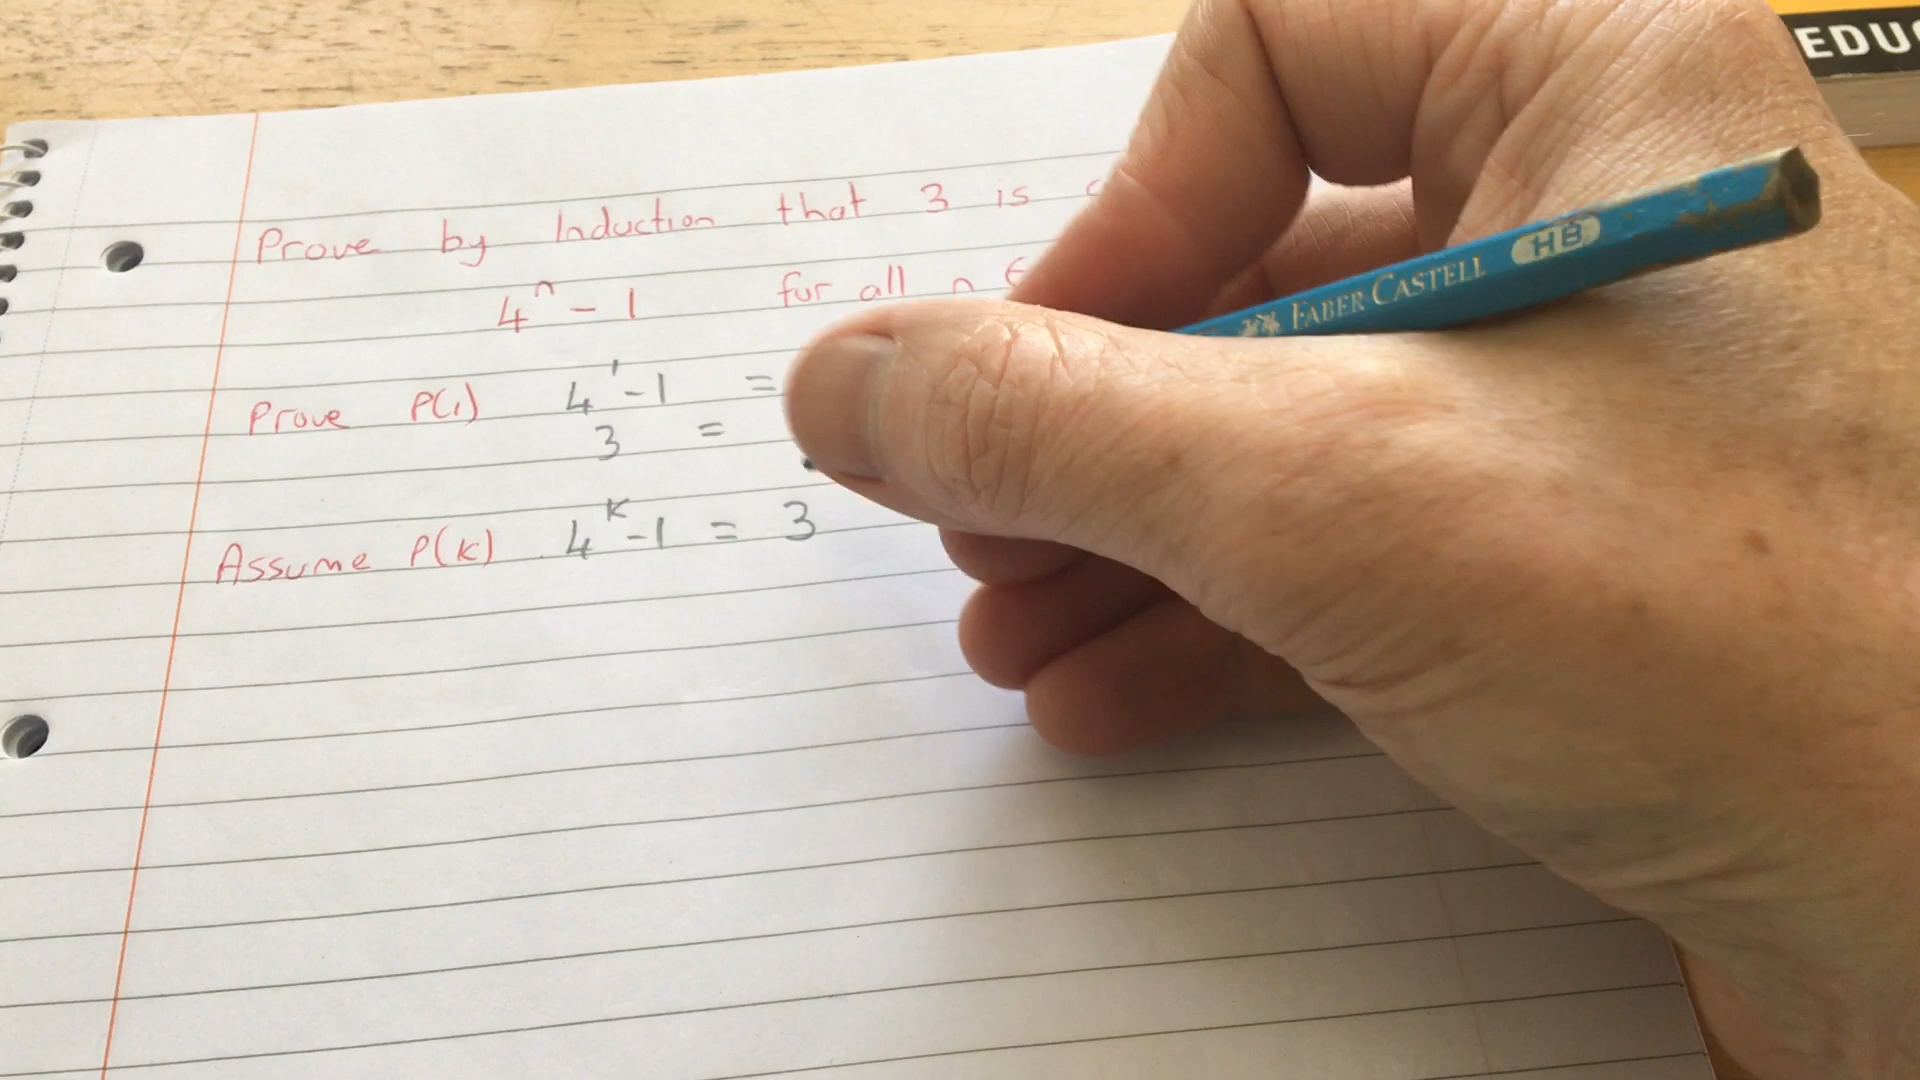 Prove by Induction that 3 is
4ⁿ - 1 for all n ∈
Prove P(1) 4¹-1 =
3 =
Assume P(k) 4ᵏ-1 = 3
FABER-CASTELL HB
EDU